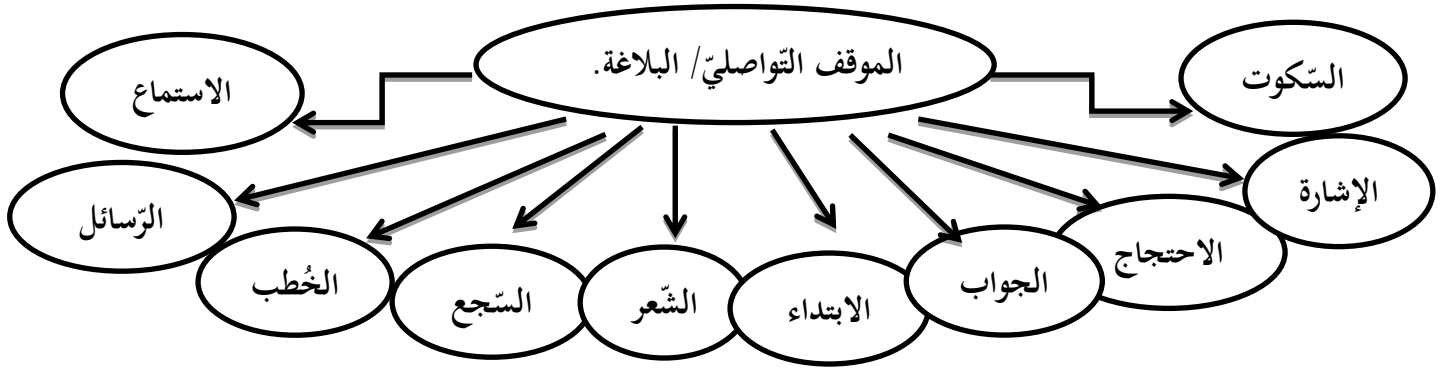 الموقف التّواصليّ/ البلاغة.
السّكوت
الاستماع
الإشارة
الرّسائل
الاحتجاج
الجواب
الابتداء
الشّعر
السّجع
الخُطب